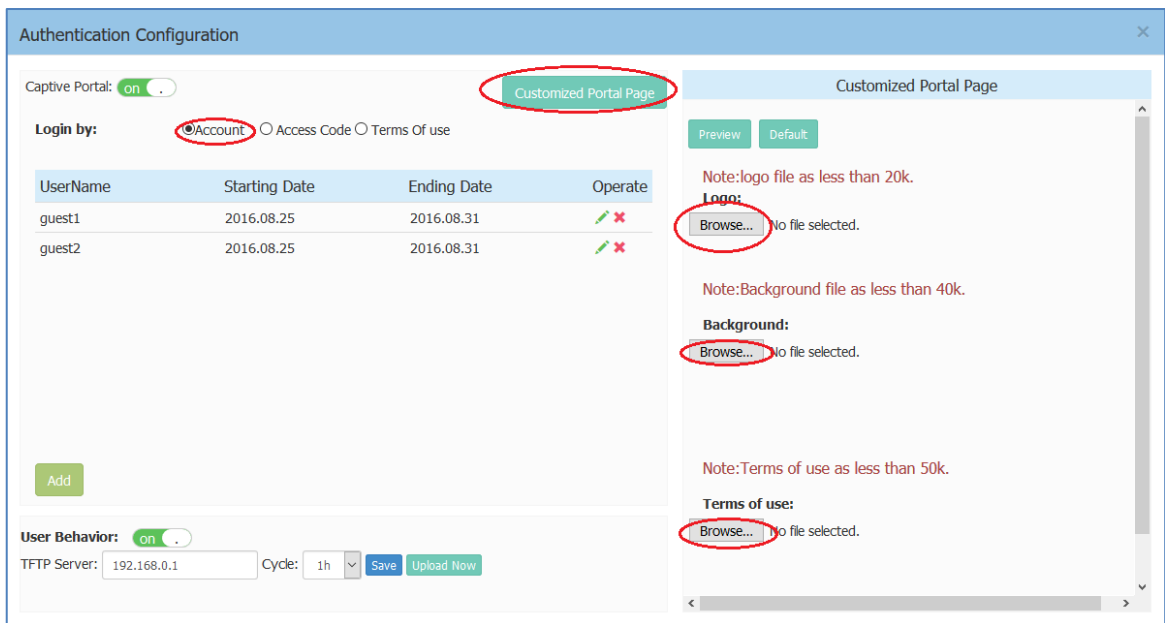 Authentication Configuration
Captive Portal: on
Customized Portal Page
Login by: Account Access Code Terms Of use
UserName Starting Date Ending Date Operate
guest1 2016.08.25 2016.08.31
guest2 2016.08.25 2016.08.31
Add
User Behavior: on
TFTP Server: 192.168.0.1 Cycle: 1h Save Upload Now
Customized Portal Page
Preview Default
Note:logo file as less than 20k.
Logo:
Browse... No file selected.
Note:Background file as less than 40k.
Background:
Browse... No file selected.
Note:Terms of use as less than 50k.
Terms of use:
Browse... No file selected.